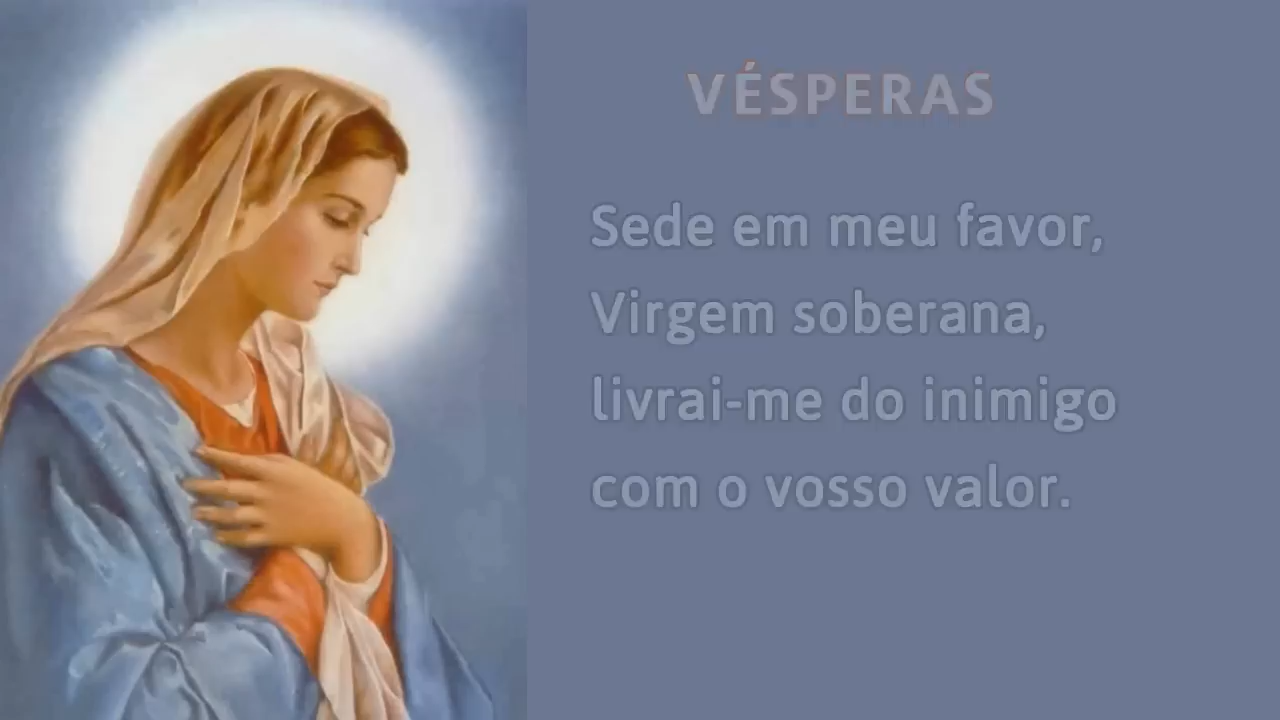 VÉSPERAS
Sede em meu favor,
Virgem soberana,
livrai-me do inimigo
com o vosso valor.